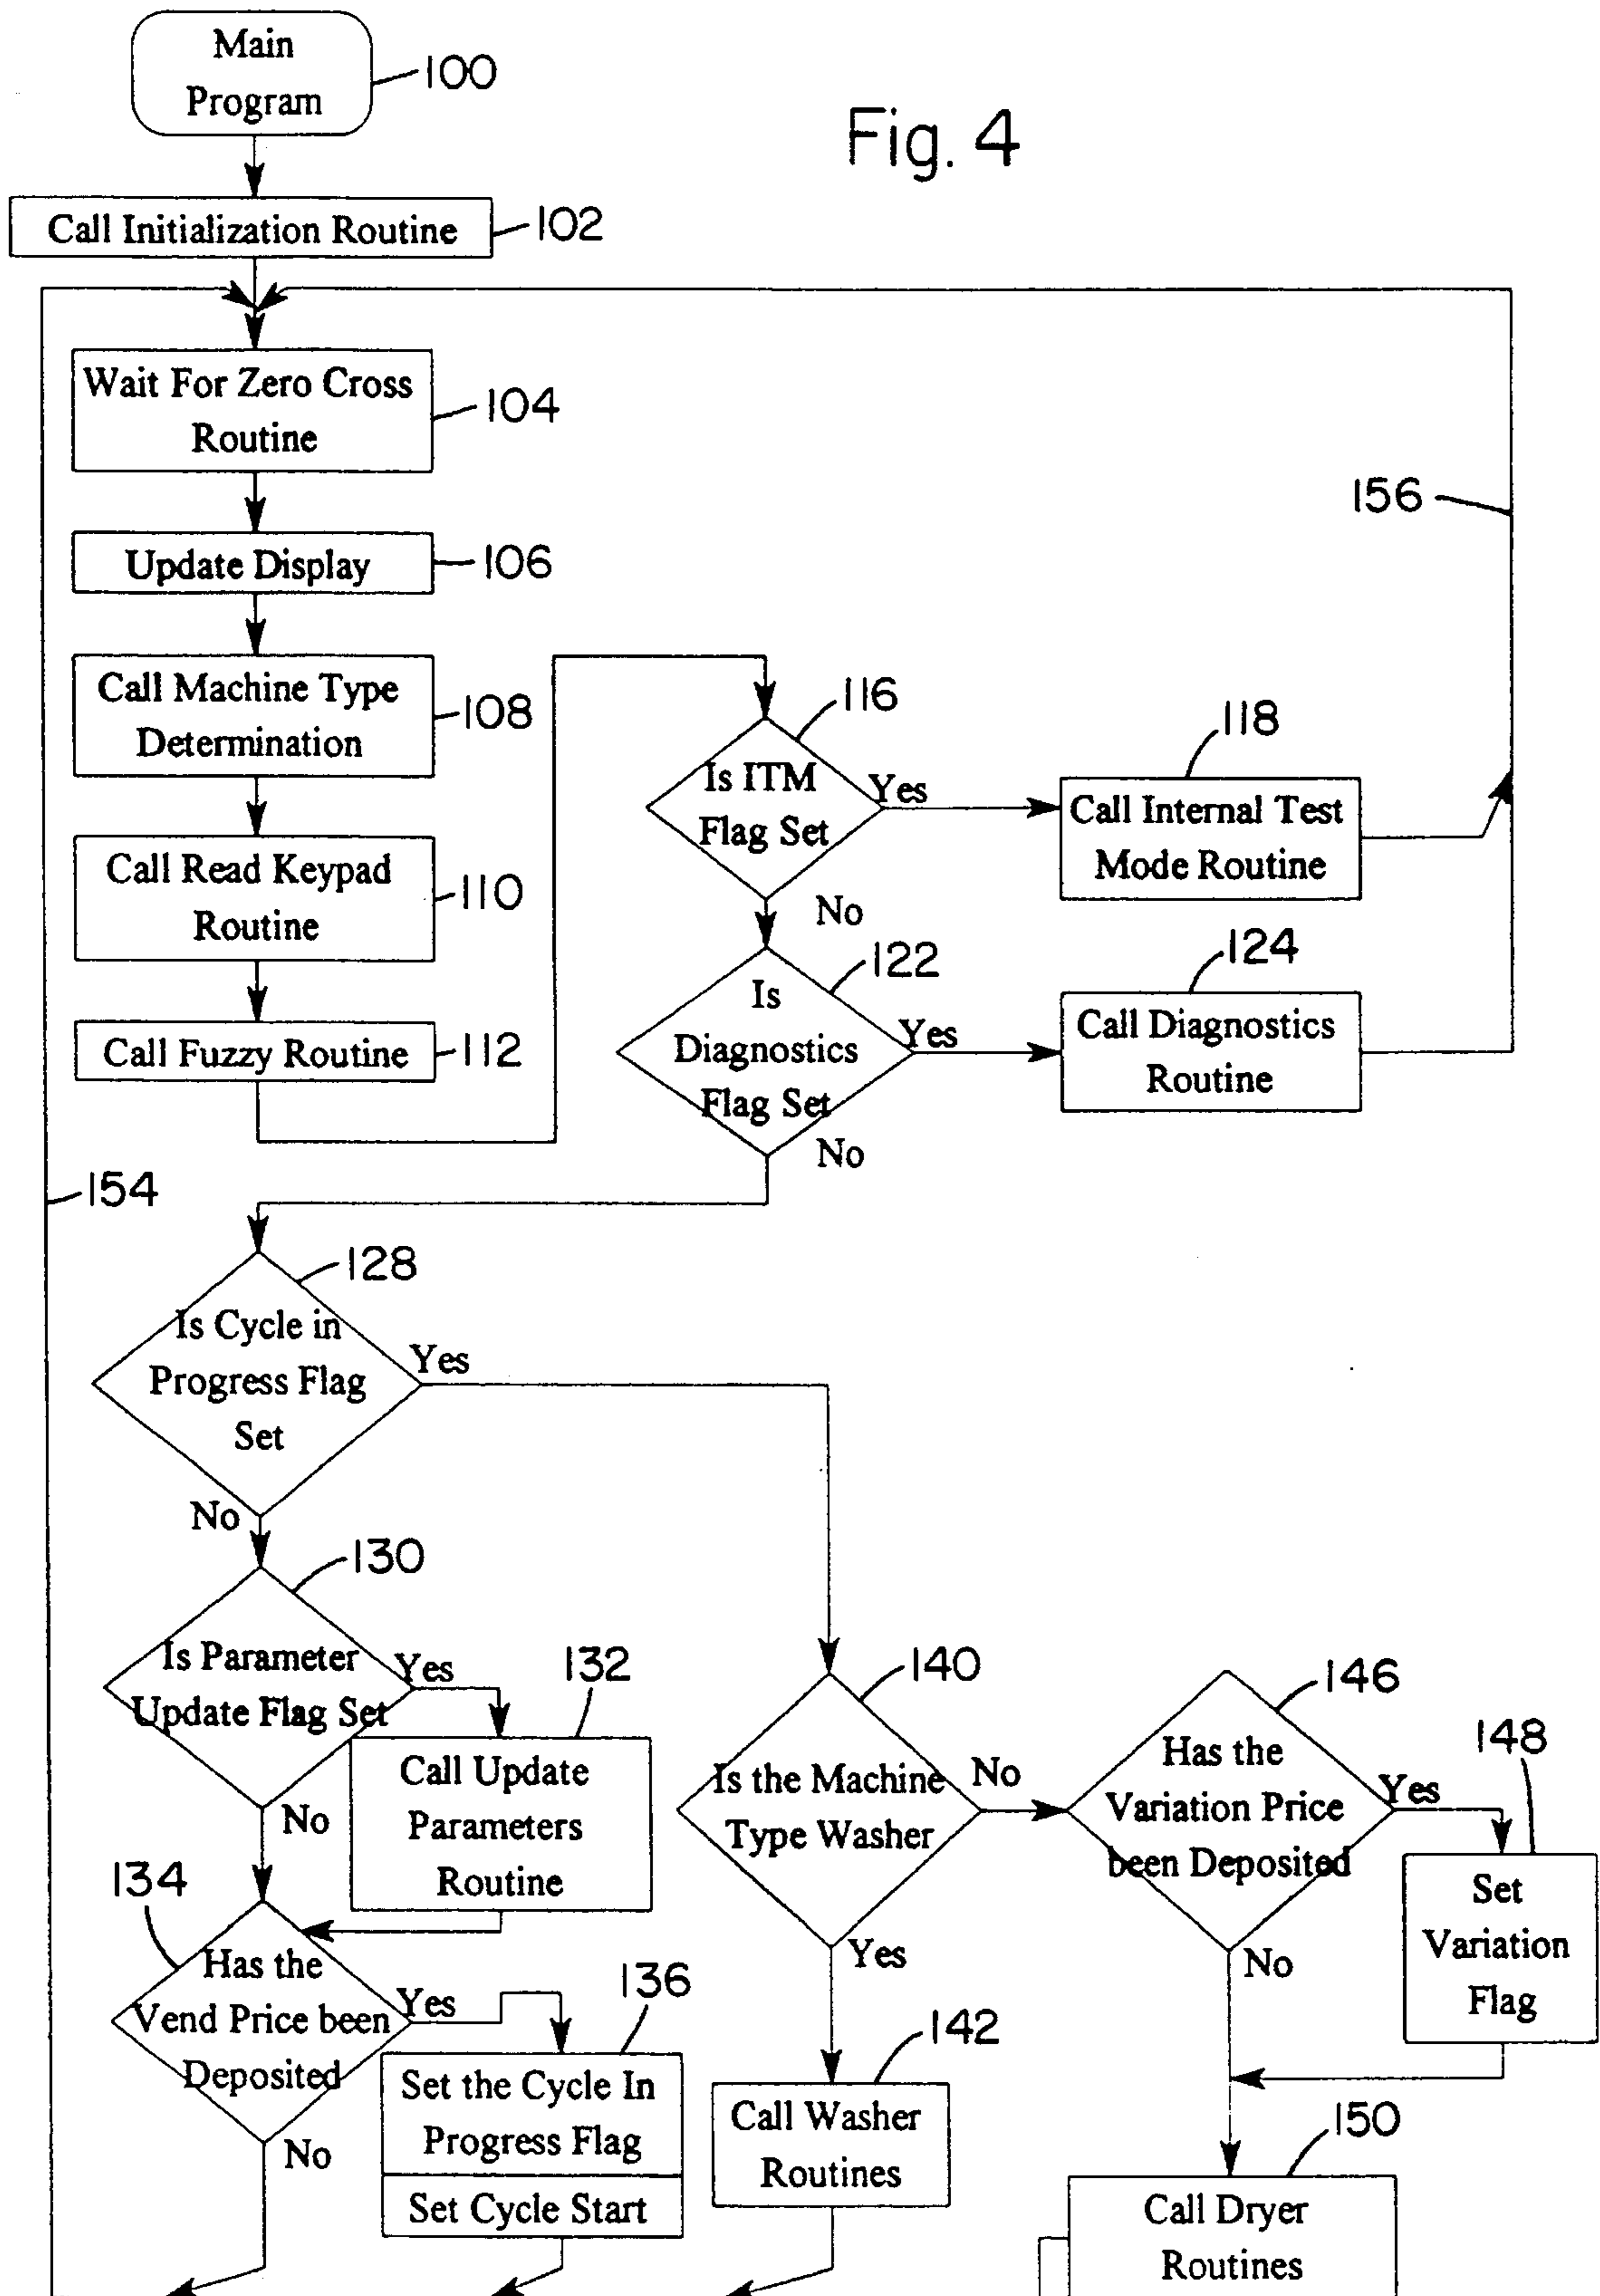 Main
Program
100
Fig. 4
Call Initialization Routine
102
Wait For Zero Cross
Routine
104
156
Update Display
106
Call Machine Type
Determination
108
116
118
Is ITM
Flag Set
Yes
Call Internal Test
Mode Routine
Call Read Keypad
Routine
110
No
122
124
Is
Diagnostics
Flag Set
Yes
Call Diagnostics
Routine
Call Fuzzy Routine
112
No
154
128
Is Cycle in
Progress Flag
Set
Yes
No
130
Is Parameter
Update Flag Set
Yes
132
Call Update
Parameters
Routine
No
140
Is the Machine
Type Washer
No
146
Has the
Variation Price
been Deposited
Yes
148
Set
Variation
Flag
134
Has the
Vend Price been
Deposited
Yes
136
Set the Cycle In
Progress Flag
Set Cycle Start
No
Yes
142
Call Washer
Routines
No
150
Call Dryer
Routines